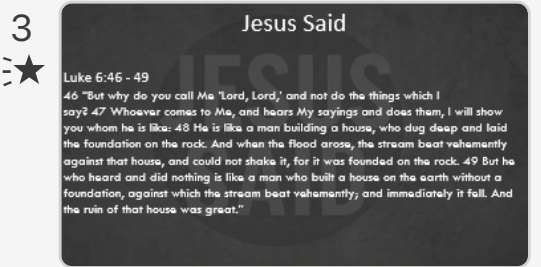 3
Jesus Said
JESUS
SAID
Luke 6:46 - 49
46 "But why do you call Me 'Lord, Lord,' and not do the things which I
say? 47 Whoever comes to Me, and hears My sayings and does them, I will show
you whom he is like: 48 He is like a man building a house, who dug deep and laid
the foundation on the rock. And when the flood arose, the stream beat vehemently
against that house, and could not shake it, for it was founded on the rock. 49 But he
who heard and did nothing is like a man who built a house on the earth without a
foundation, against which the stream beat vehemently; and immediately it fell. And
the ruin of that house was great."